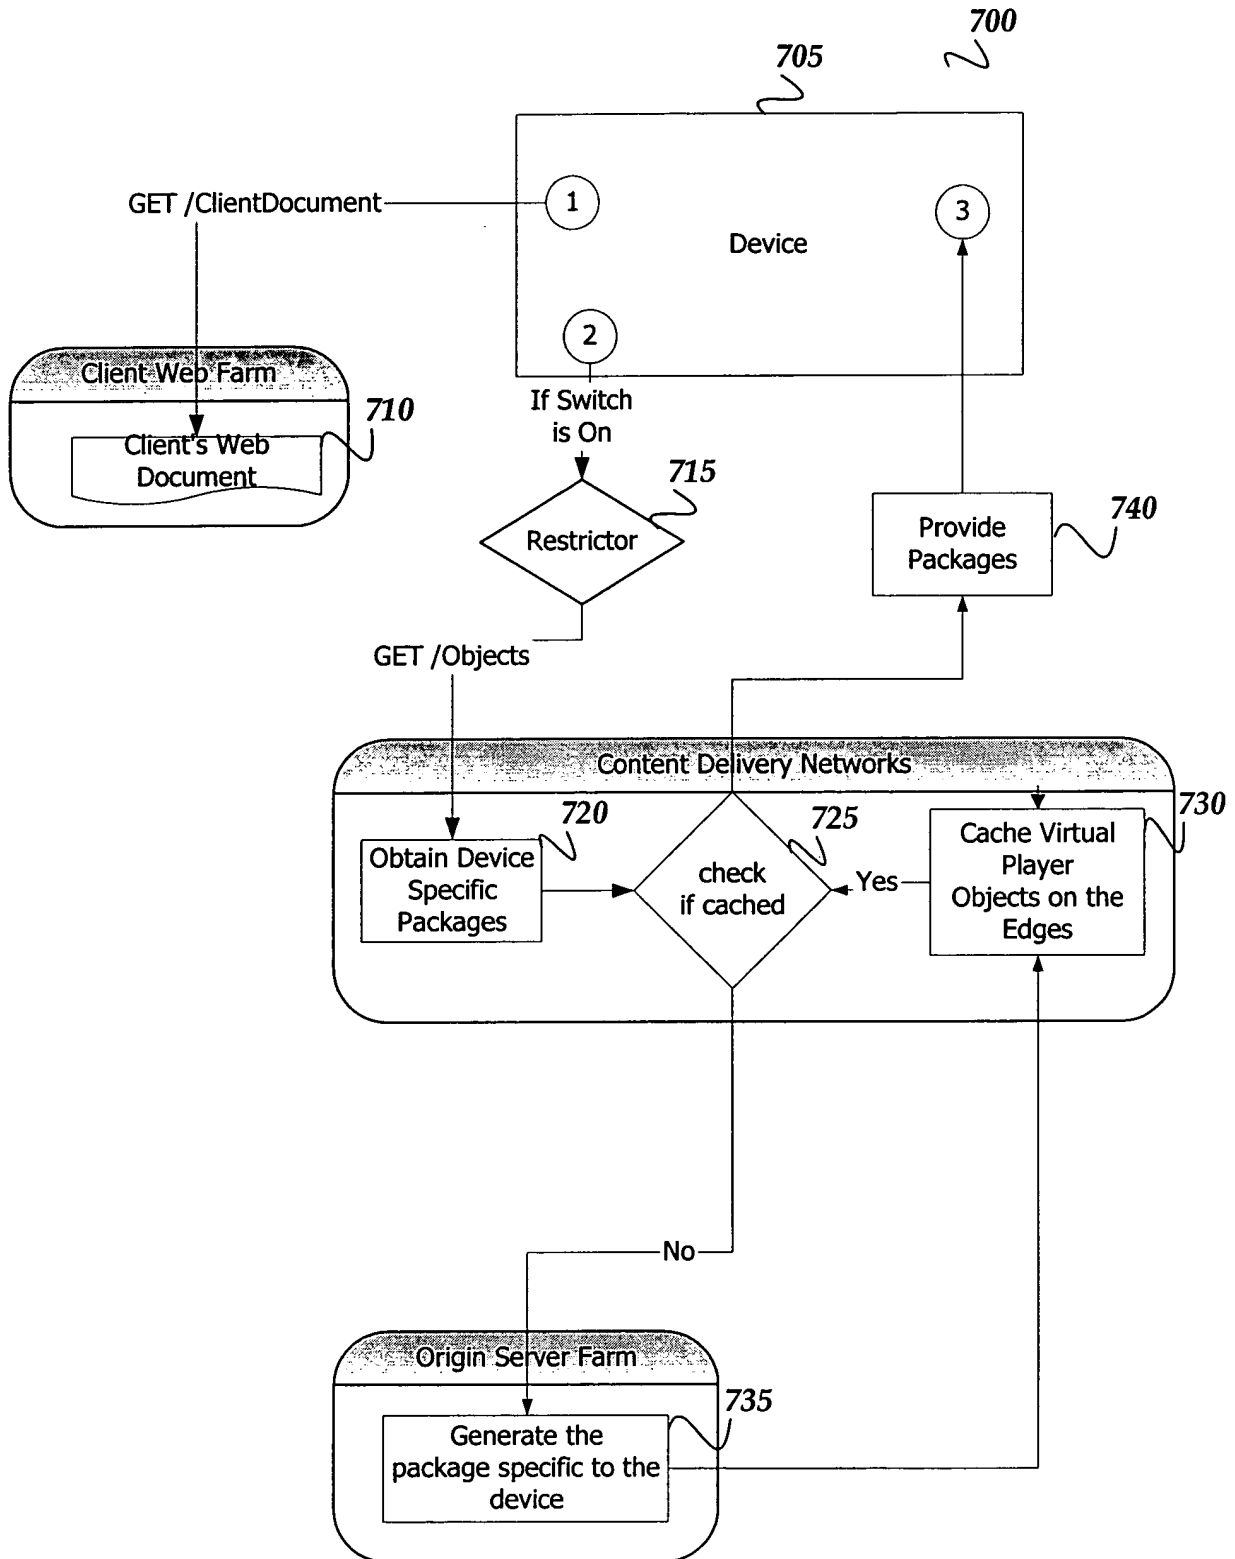 700
705
GET /ClientDocument
1
3
Device
2
Client Web Farm
If Switch
is On
710
Client's Web
Document
715
Restrictor
740
Provide
Packages
GET /Objects
Content Delivery Networks
720
725
730
Obtain Device
Specific
Packages
check
if cached
Yes
Cache Virtual
Player
Objects on the
Edges
No
Origin Server Farm
735
Generate the
package specific to the
device